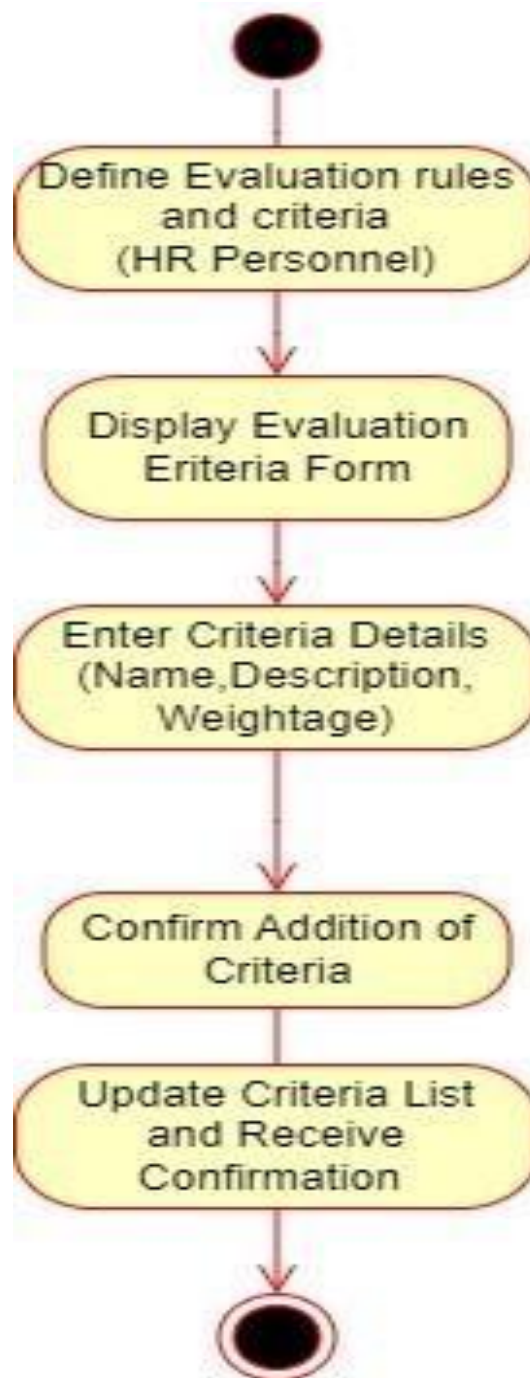 Define Evaluation rules
and criteria
(HR Personnel)
Display Evaluation
Eriteria Form
Enter Criteria Details
(Name,Description,
Weightage)
Confirm Addition of
Criteria
Update Criteria List
and Receive
Confirmation